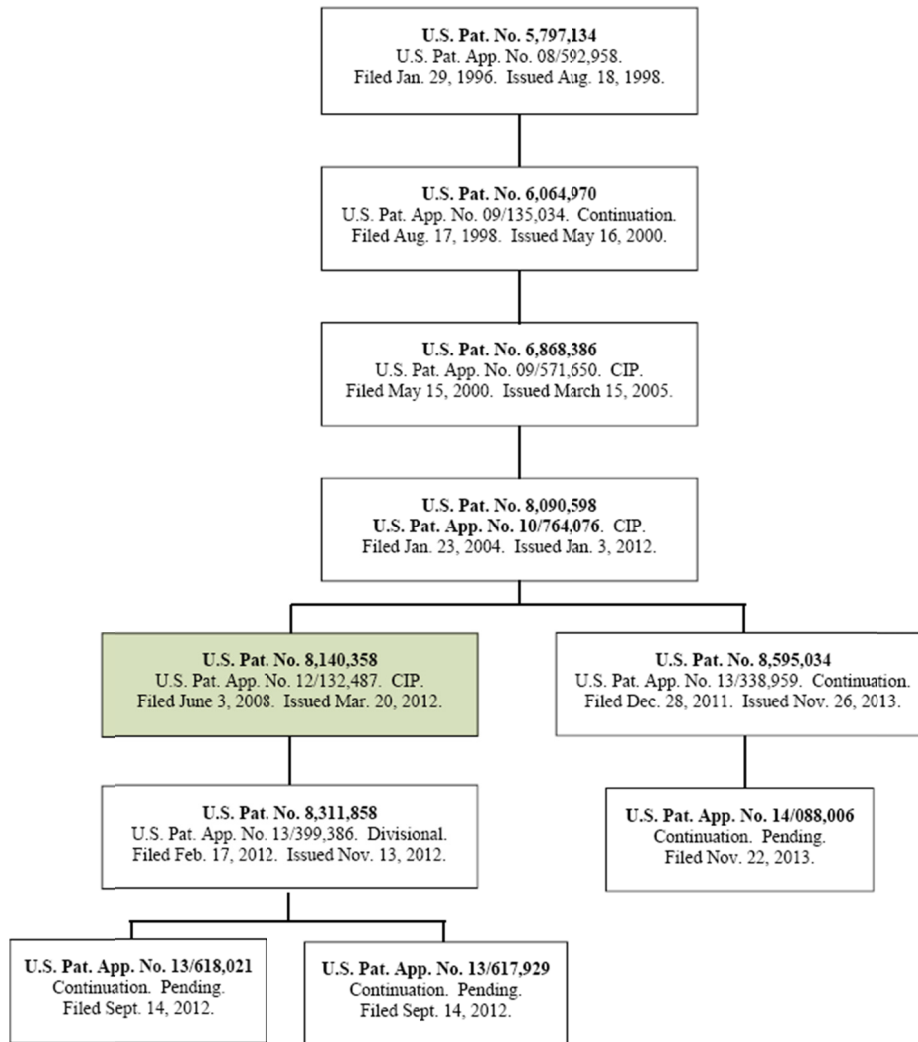 U.S. Pat. No. 5,797,134
U.S. Pat. App. No. 08/592,958.
Filed Jan. 29, 1996. Issued Aug. 18, 1998.
U.S. Pat. No. 6,064,970
U.S. Pat. App. No. 09/135,034. Continuation.
Filed Aug. 17, 1998. Issued May 16, 2000.
U.S. Pat. No. 6,868,386
U.S. Pat. App. No. 09/571,650. CIP.
Filed May 15, 2000. Issued March 15, 2005.
U.S. Pat. No. 8,090,598
U.S. Pat. App. No. 10/764,076. CIP.
Filed Jan. 23, 2004. Issued Jan. 3, 2012.
U.S. Pat. No. 8,140,358
U.S. Pat. App. No. 12/132,487. CIP.
Filed June 3, 2008. Issued Mar. 20, 2012.
U.S. Pat. No. 8,595,034
U.S. Pat. App. No. 13/338,959. Continuation.
Filed Dec. 28, 2011. Issued Nov. 26, 2013.
U.S. Pat. No. 8,311,858
U.S. Pat. App. No. 13/399,386. Divisional.
Filed Feb. 17, 2012. Issued Nov. 13, 2012.
U.S. Pat. App. No. 14/088,006
Continuation. Pending.
Filed Nov. 22, 2013.
U.S. Pat. App. No. 13/618,021
Continuation. Pending.
Filed Sept. 14, 2012.
U.S. Pat. App. No. 13/617,929
Continuation. Pending.
Filed Sept. 14, 2012.